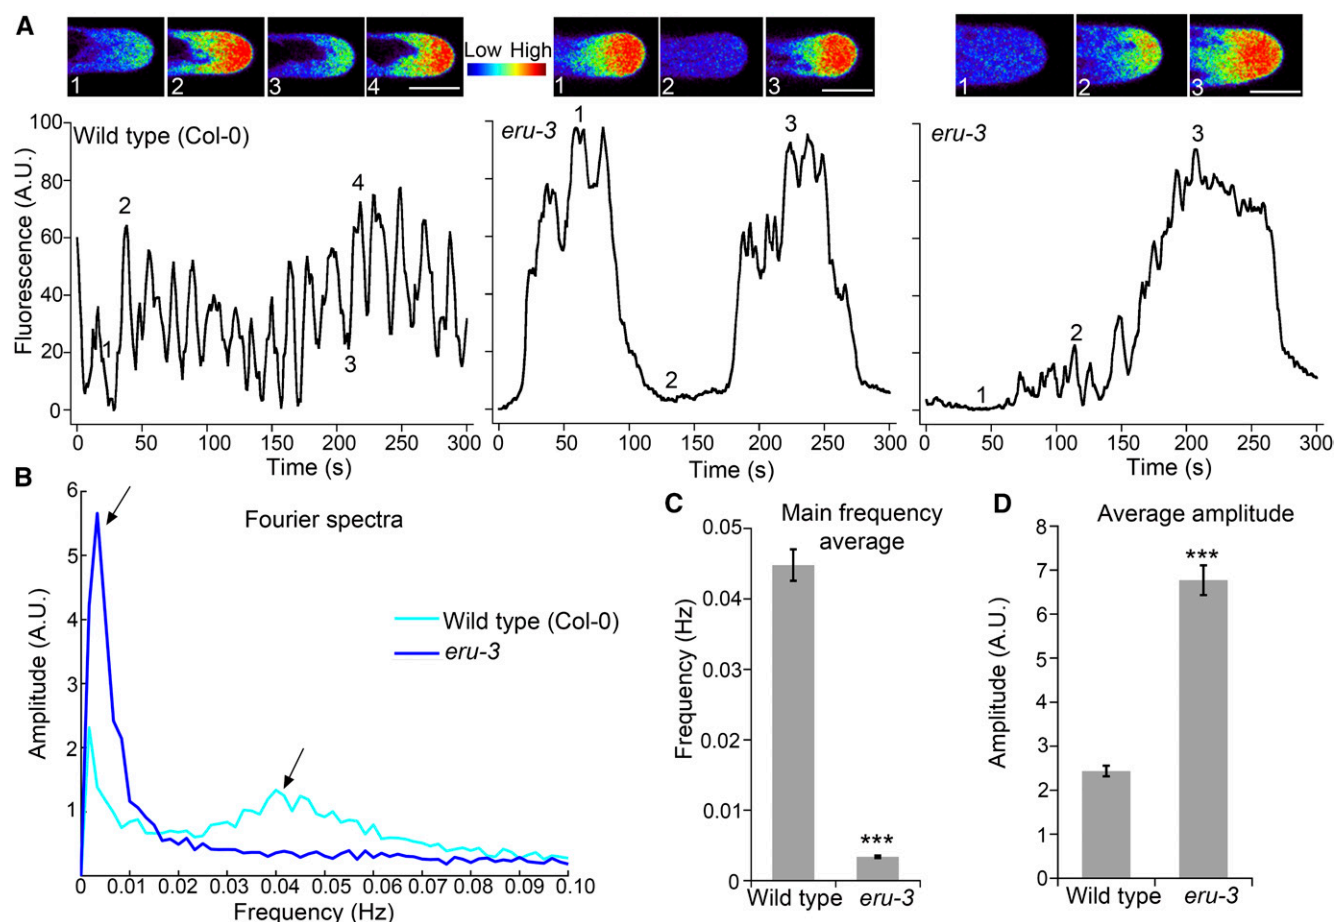 A
1
2
3
4
Low High
1
2
3
1
2
3
Wild type (Col-0)
Fluorescence (A.U.)
100
80
60
40
20
0
1
2
3
4
0 50 100 150 200 250 300
Time (s)
eru-3
1
2
3
0 50 100 150 200 250 300
Time (s)
eru-3
1
2
3
0 50 100 150 200 250 300
Time (s)
B
Fourier spectra
Amplitude (A.U.)
6
5
4
3
2
1
Wild type (Col-0)
eru-3
0 0.01 0.02 0.03 0.04 0.05 0.06 0.07 0.08 0.09 0.10
Frequency (Hz)
C
Main frequency
average
Frequency (Hz)
0.05
0.04
0.03
0.02
0.01
0
***
Wild type eru-3
D
Average amplitude
Amplitude (A.U.)
8
7
6
5
4
3
2
1
0
***
Wild type eru-3